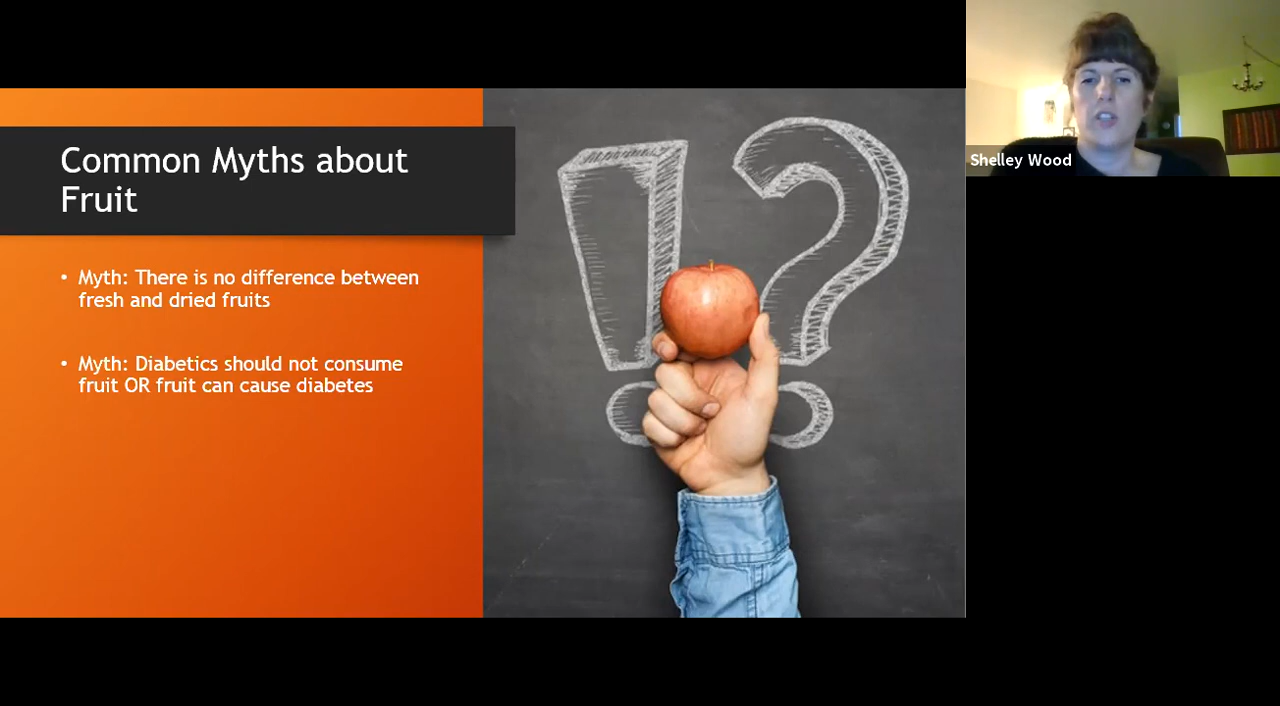 Common Myths about
Fruit
• Myth: There is no difference between
fresh and dried fruits
• Myth: Diabetics should not consume
fruit OR fruit can cause diabetes
!?
Shelley Wood